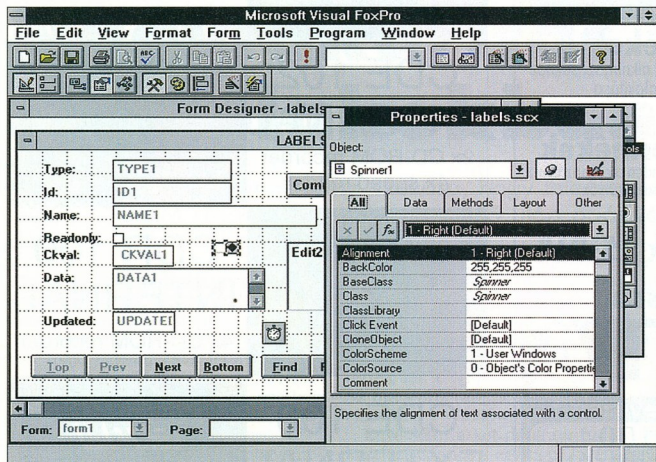 Microsoft Visual FoxPro
File Edit View Format Form Tools Program Window Help
Form Designer - labels
LABELS
Type: TYPE1
Id: ID1
Name: NAME1
Readonly:
Ckval: CKVAL1
Data: DATA1
Updated: UPDATE
Edit2
Top Prev Next Bottom Find
Form: form1 Page:
Properties - labels.scx
Object:
Spinner1
All Data Methods Layout Other
1 - Right (Default)
Alignment 1 - Right (Default)
BackColor 255,255,255
BaseClass Spinner
Class Spinner
ClassLibrary
Click Event [Default]
CloneObject [Default]
ColorScheme 1 - User Windows
ColorSource 0 - Object's Color Propertie
Comment
Specifies the alignment of text associated with a control.